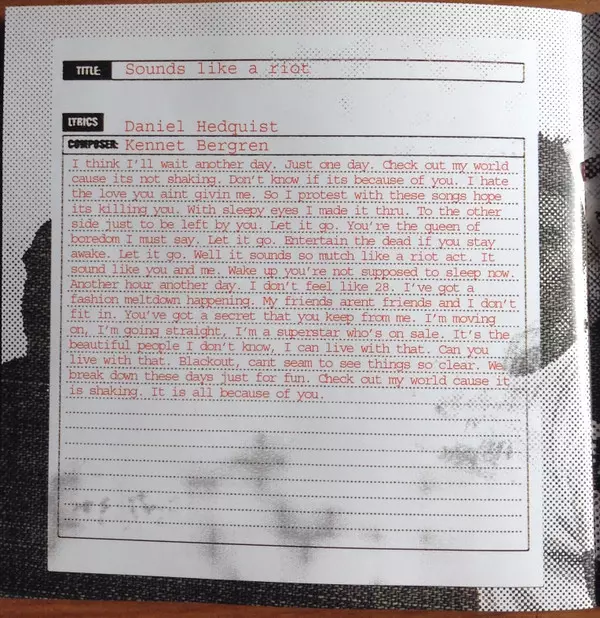 TITLE: Sounds like a riot
LYRICS Daniel Hedquist
COMPOSER: Kennet Bergren
I think I'll wait another day. Just one day. Check out my world
cause its not shaking. Don't know if its because of you. I hate
the love you aint givin me. So I protest with these songs hope
its killing you. With sleepy eyes I made it thru. To the other
side just to be left by you. Let it go. You're the queen of
boredom I must say. Let it go. Entertain the dead if you stay
awake. Let it go. Well it sounds so mutch like a riot act. It
sound like you and me. Wake up you're not supposed to sleep now.
Another hour another day. I don't feel like 28. I've got a
fashion meltdown happening. My friends arent friends and I don't
fit in. You've got a secret that you keep from me. I'm moving
on, I'm going straight, I'm a superstar who's on sale. It's the
beautiful people I don't know, I can live with that. Can you
live with that. Blackout, cant seam to see things so clear. We
break down these days just for fun. Check out my world cause it
is shaking. It is all because of you.